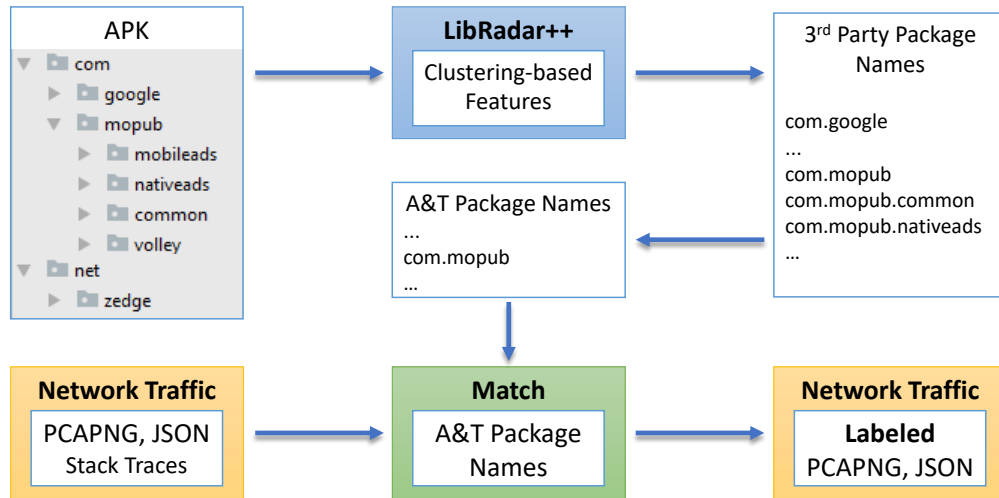 APK
com
google
mopub
mobileads
nativeads
common
volley
net
zedge
LibRadar++
Clustering-based
Features
3rd Party Package
Names
com.google
...
com.mopub
com.mopub.common
com.mopub.nativeads
...
A&T Package Names
...
com.mopub
...
Network Traffic
PCAPNG, JSON
Stack Traces
Match
A&T Package
Names
Network Traffic
Labeled
PCAPNG, JSON